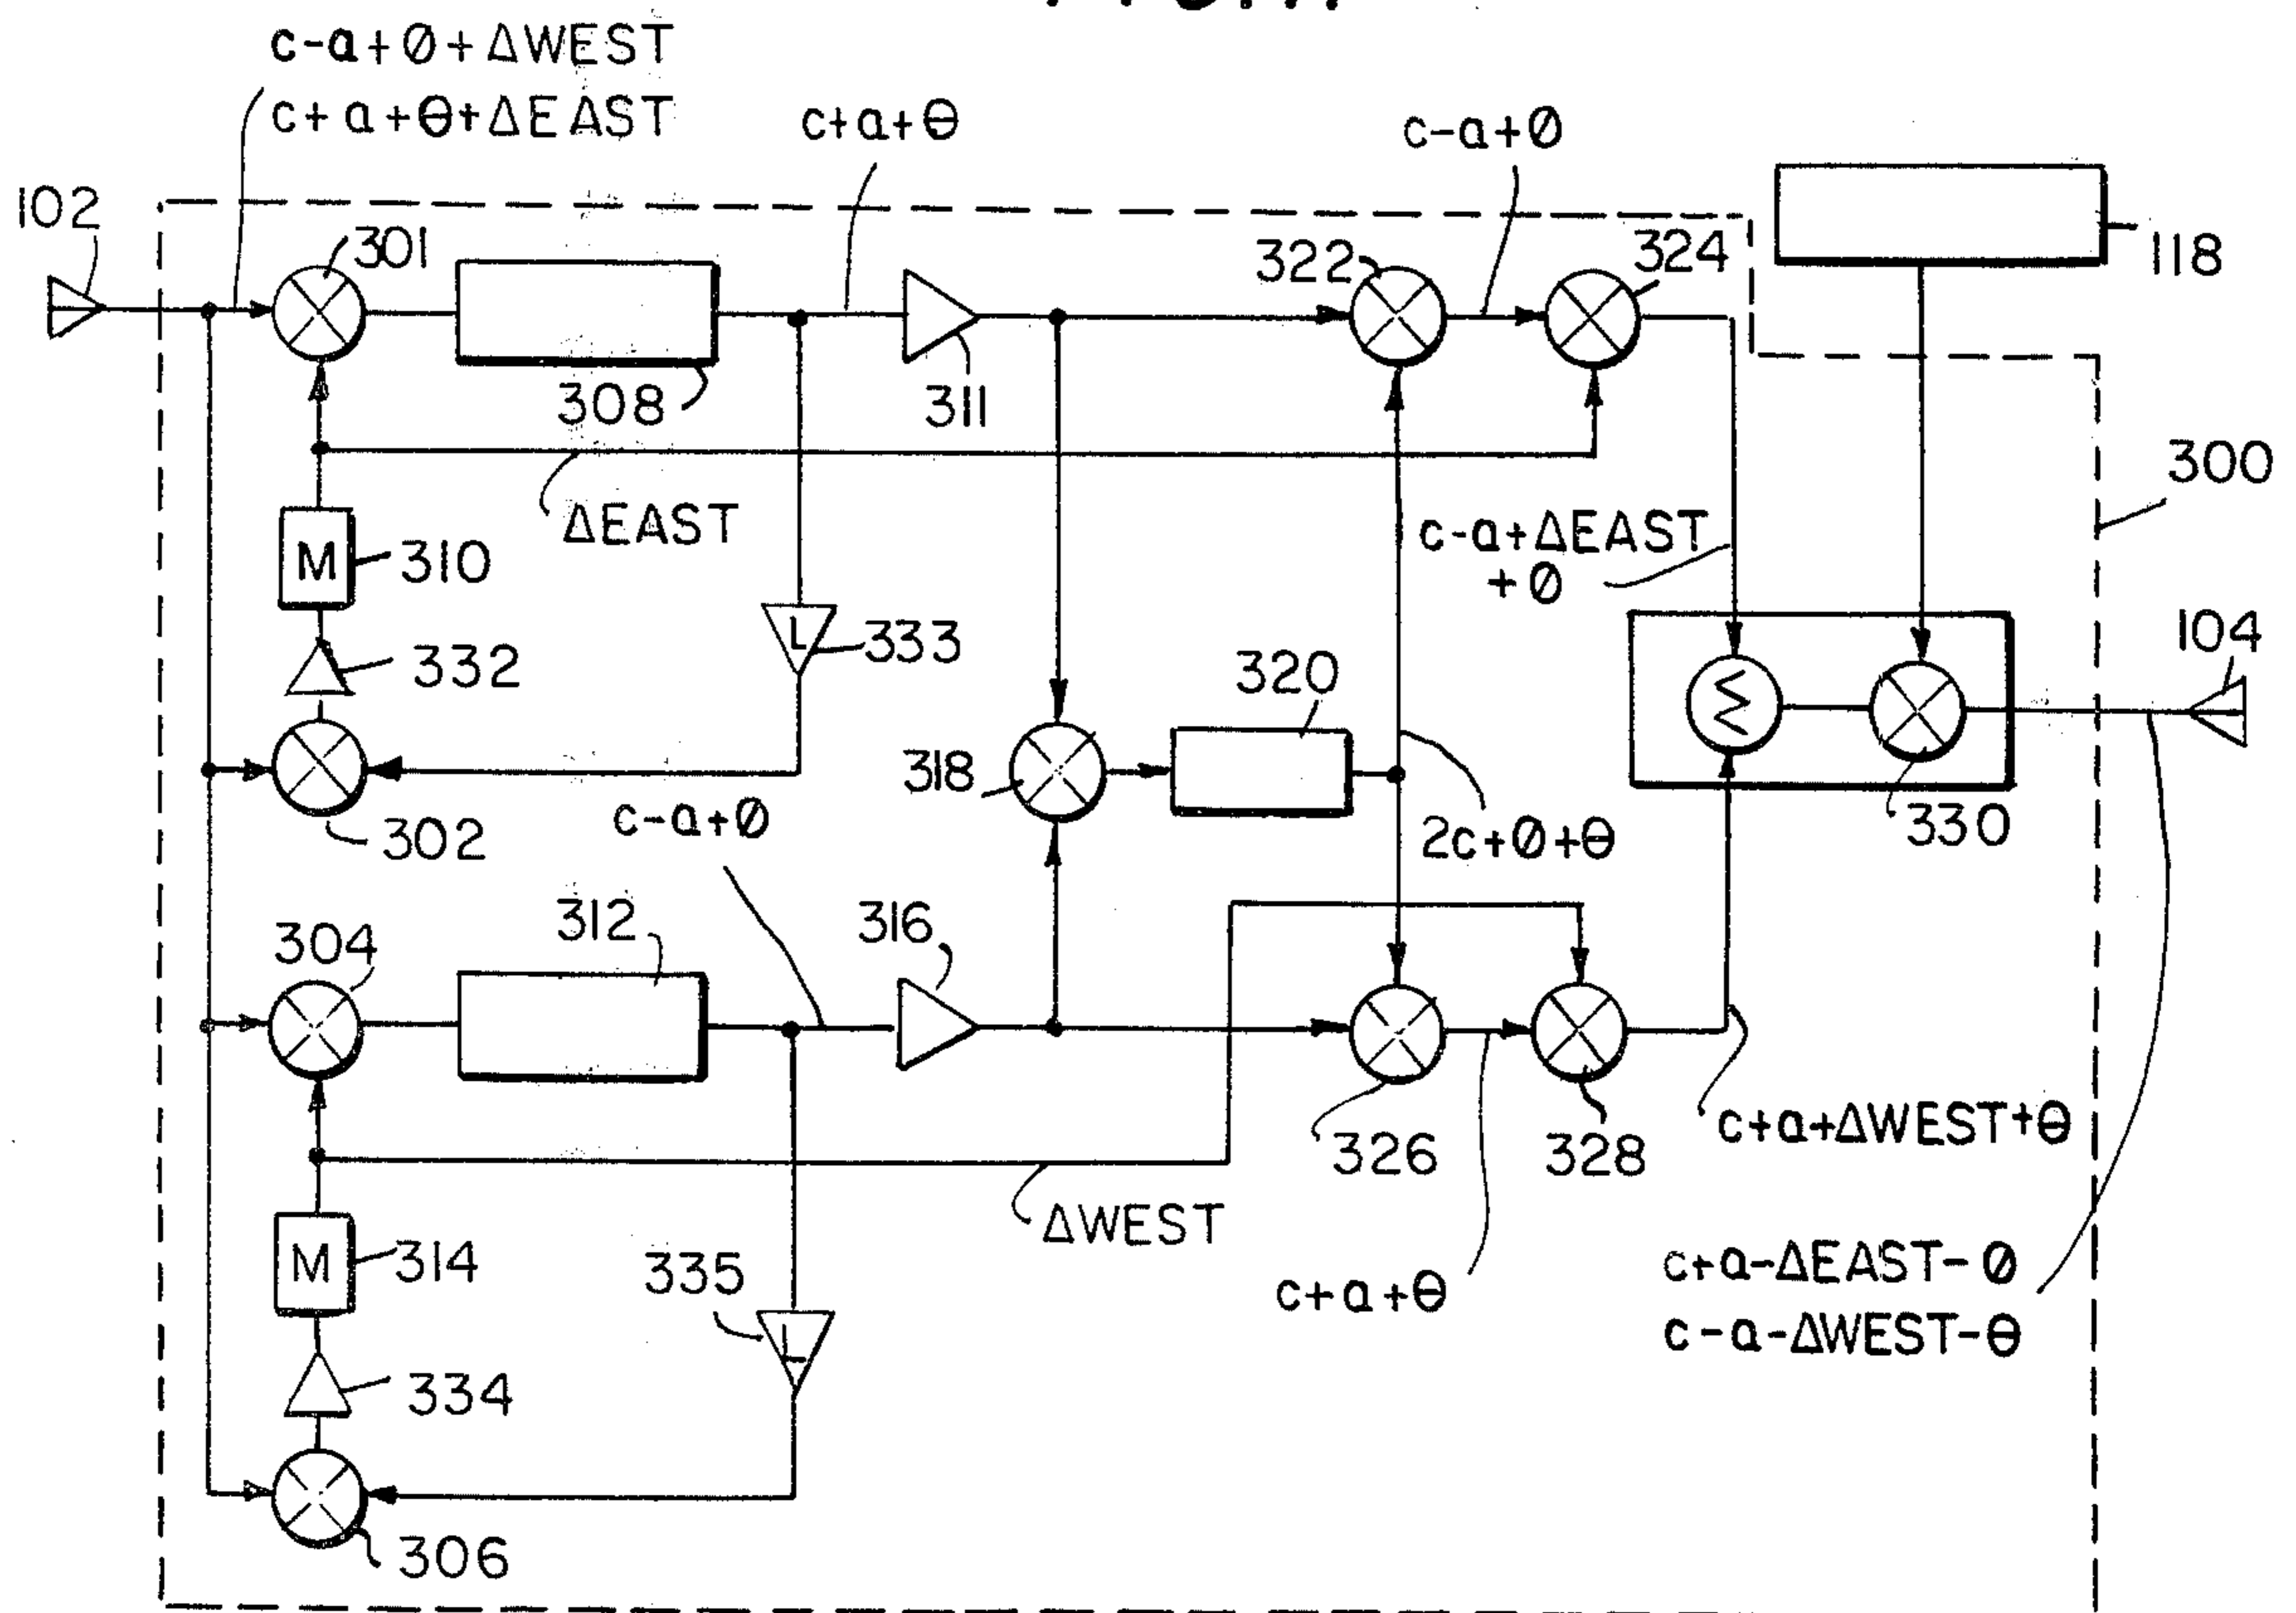 c-a+Ø+ΔWEST
c+a+θ+ΔEAST
c+a+θ
c-a+Ø
102
301
322
324
118
308
311
300
ΔEAST
c-a+ΔEAST
+Ø
M
310
L
333
104
332
320
Σ
318
302
c-a+Ø
2c+Ø+θ
330
304
312
316
326
328
c+a+ΔWEST+θ
ΔWEST
M
314
335
L
c+a+θ
c+a-ΔEAST-Ø
c-a-ΔWEST-θ
334
306